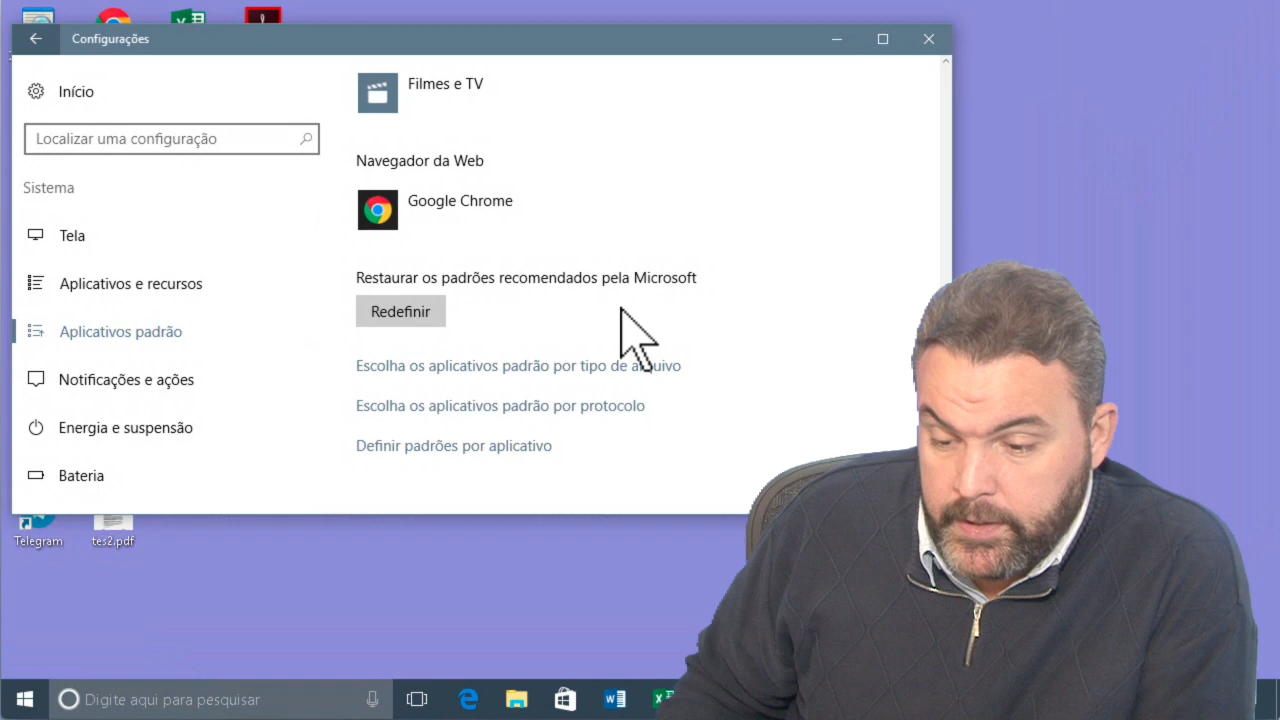 Configurações
Início
Localizar uma configuração
Sistema
Tela
Aplicativos e recursos
Aplicativos padrão
Notificações e ações
Energia e suspensão
Bateria
Filmes e TV
Navegador da Web
Google Chrome
Restaurar os padrões recomendados pela Microsoft
Redefinir
Escolha os aplicativos padrão por tipo de arquivo
Escolha os aplicativos padrão por protocolo
Definir padrões por aplicativo
Telegram
tes2.pdf
Digite aqui para pesquisar